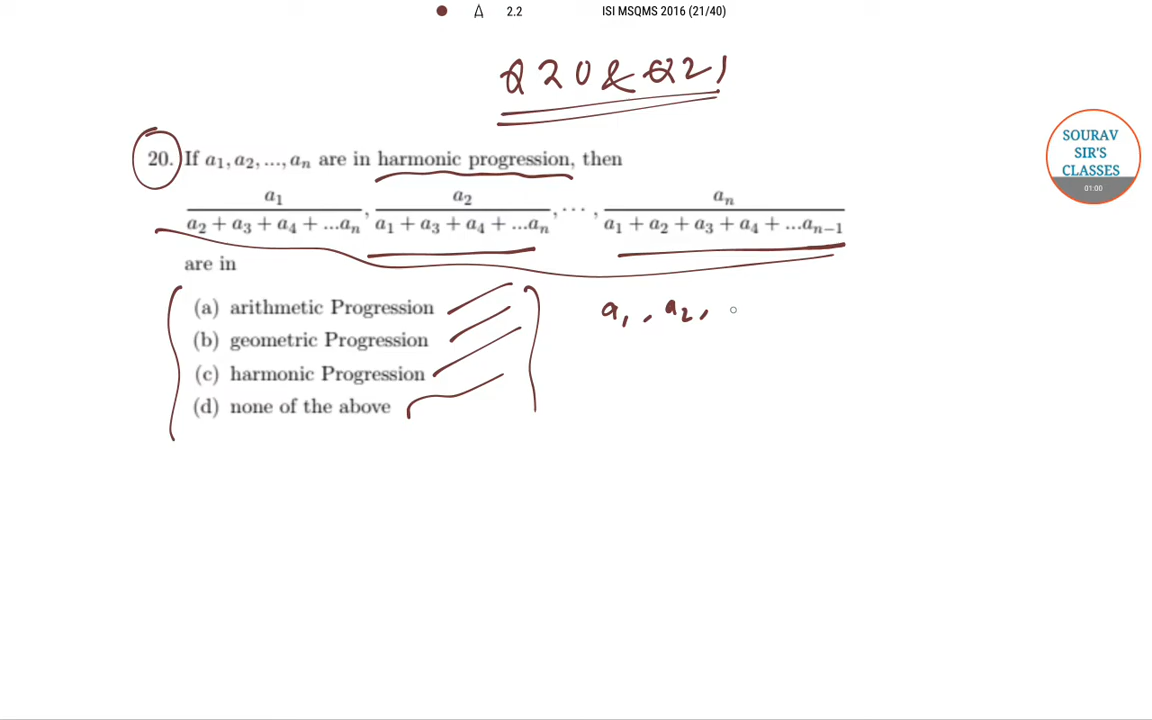 A 2.2 ISI MSQMS 2016 (21/40)
Q20 & Q21
SOURAV
SIR'S
CLASSES
01:00
20. If a₁, a₂, ..., aₙ are in harmonic progression, then
a₁ / (a₂ + a₃ + a₄ + ...aₙ), a₂ / (a₁ + a₃ + a₄ + ...aₙ), ⋯, aₙ / (a₁ + a₂ + a₃ + a₄ + ...aₙ₋₁)
are in
(a) arithmetic Progression
(b) geometric Progression
(c) harmonic Progression
(d) none of the above
a₁, a₂,